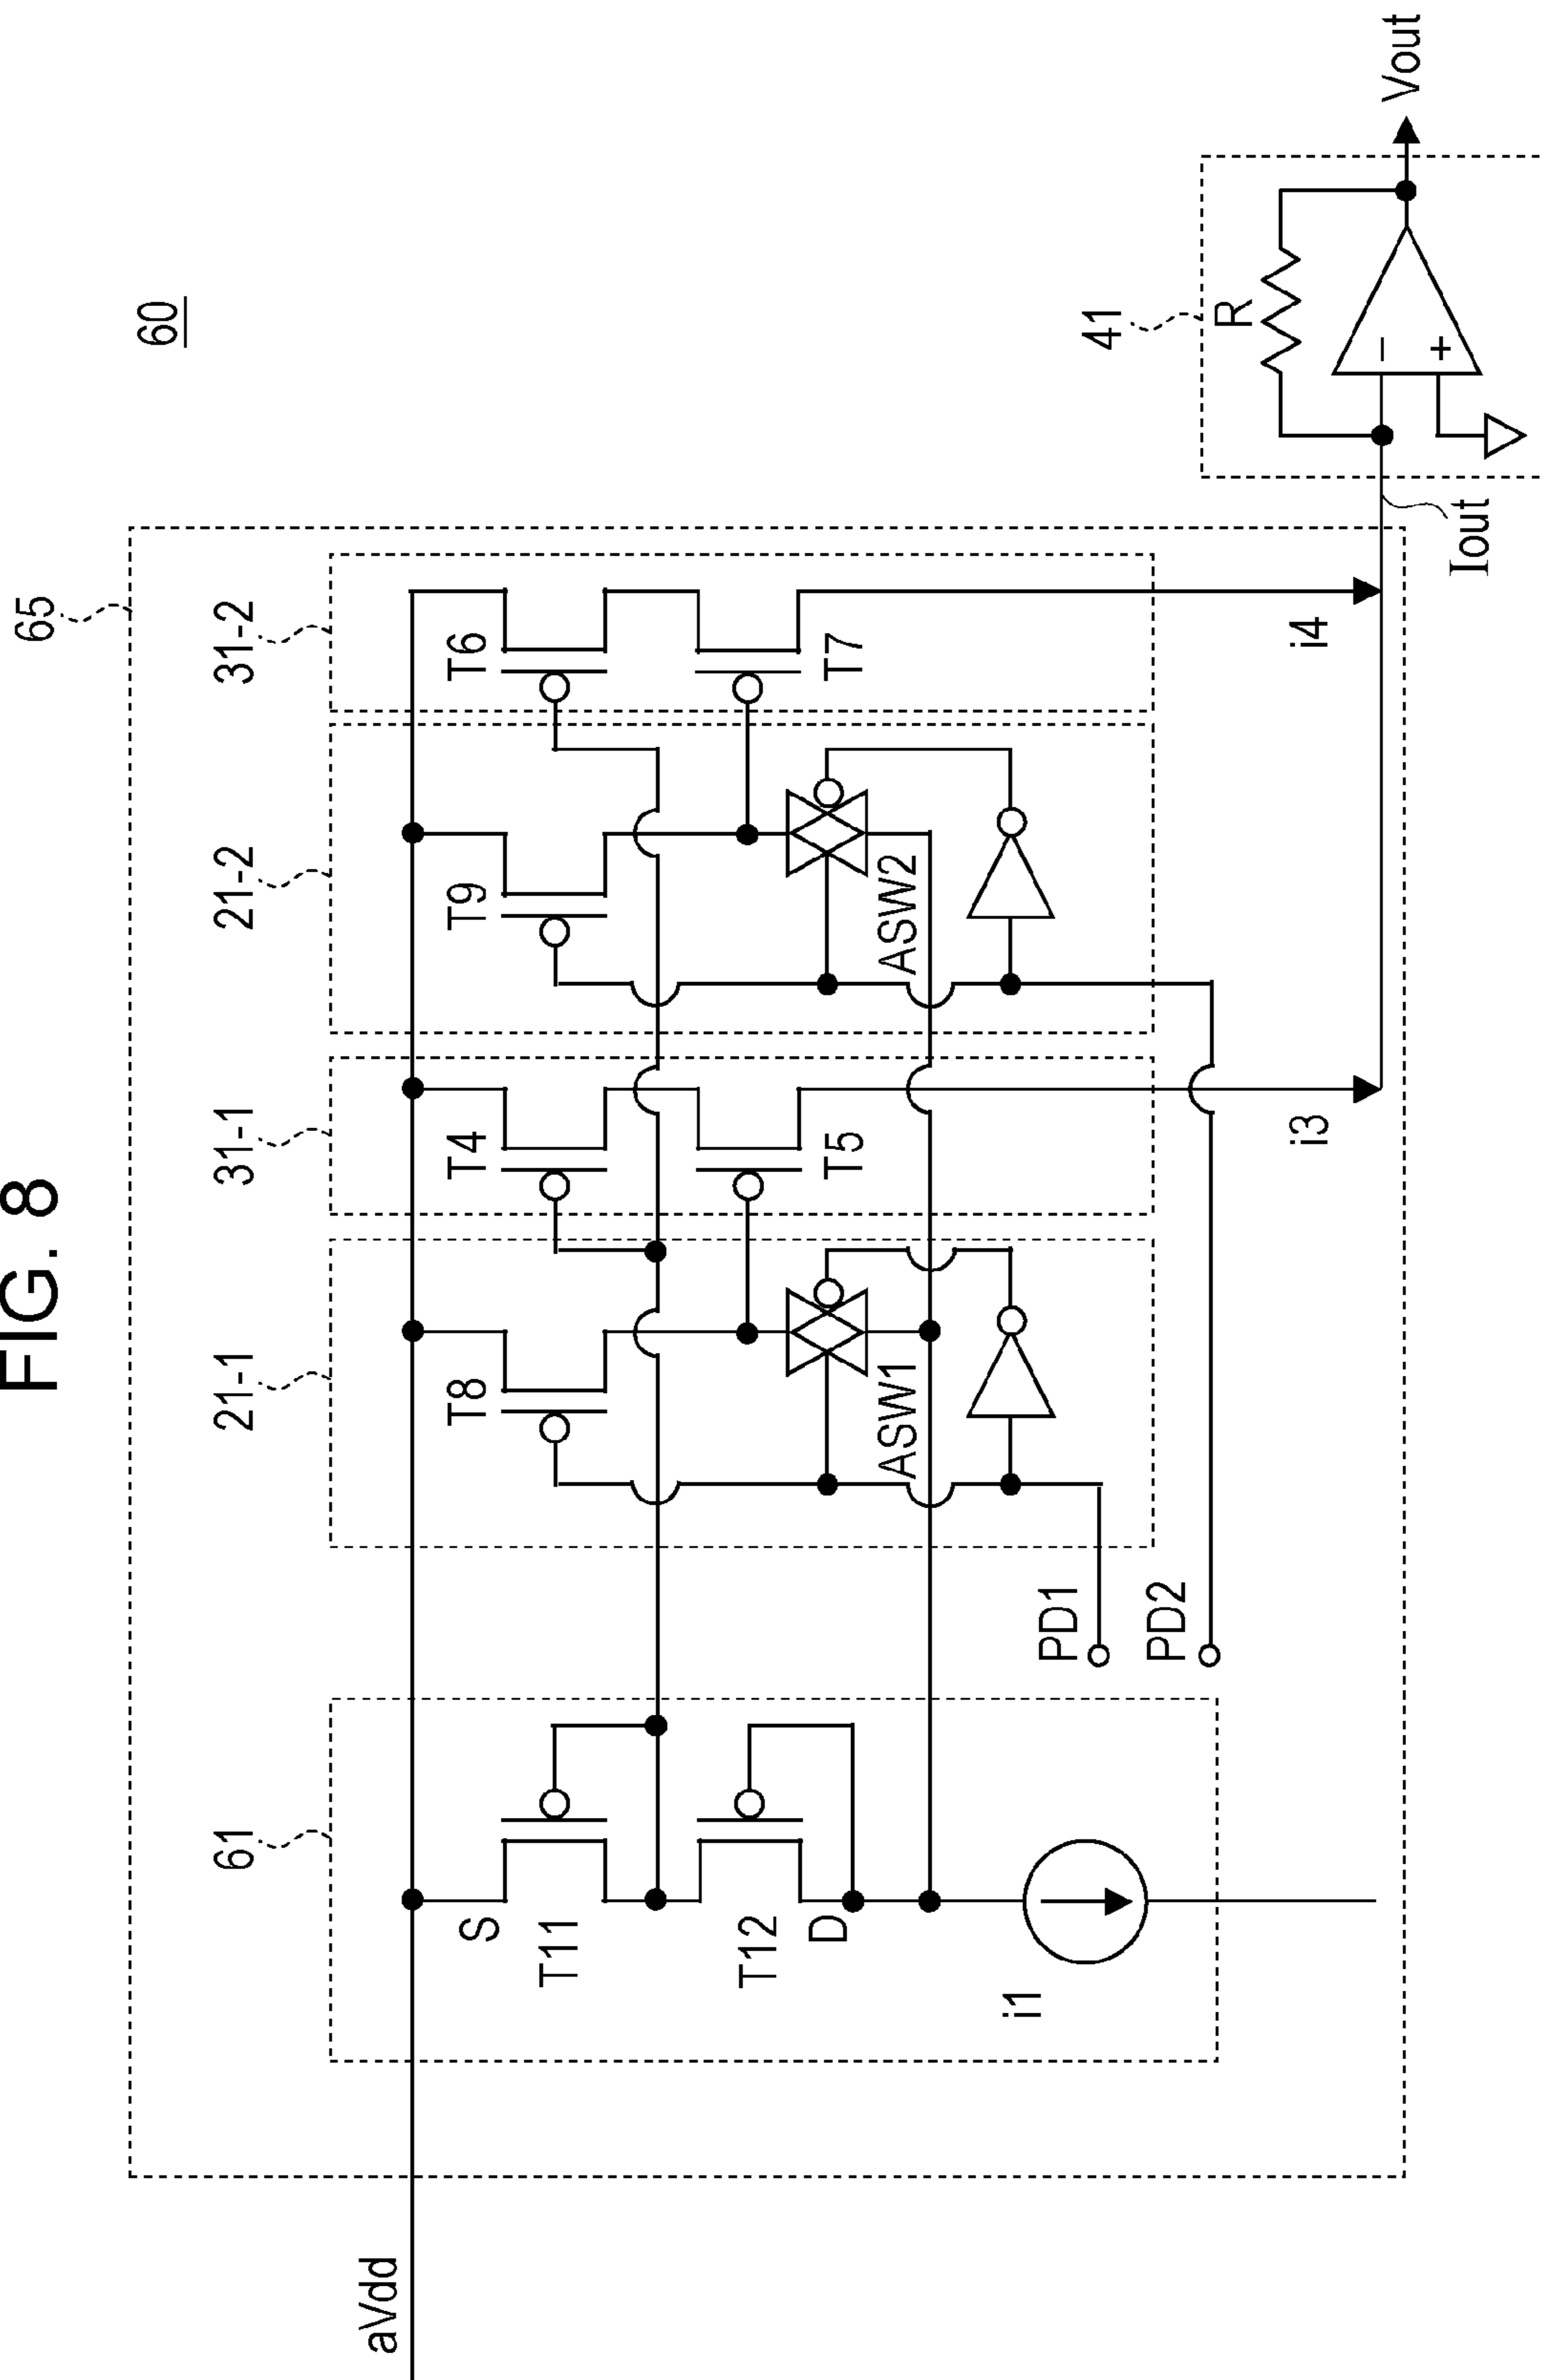 FIG. 8
60
65
61
21-1
31-1
21-2
31-2
aVdd
S
T11
T12
D
i1
T8
ASW1
T4
T5
T9
ASW2
T6
T7
PD1
PD2
i3
i4
Iout
41
R
−
+
Vout